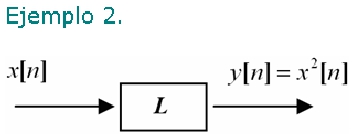 Ejemplo 2.
x[n]
L
y[n] = x²[n]